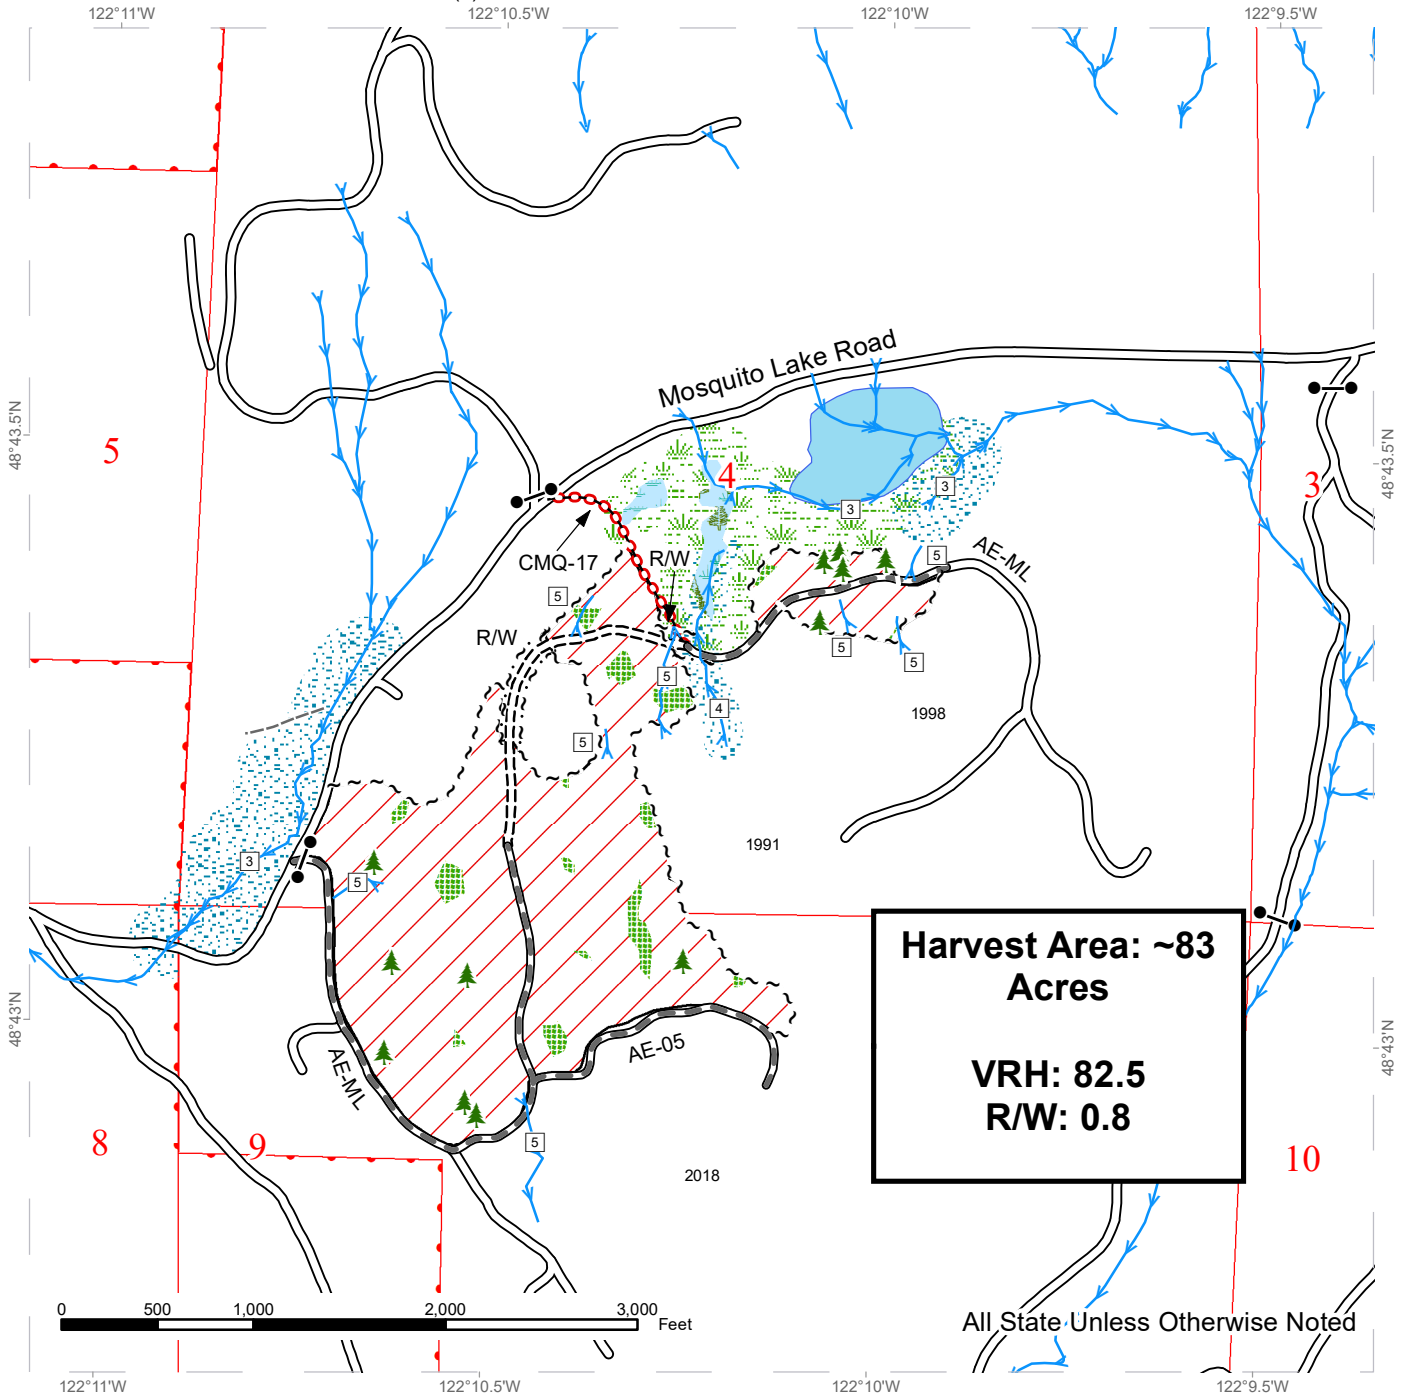 122°11'W
122°10.5'W
122°10'W
122°9.5'W
Mosquito Lake Road
48°43.5'N
5
4
3
48°43.5'N
3
3
CMQ-17
R/W
5
AE-ML
5
R/W
5
5
5
4
5
1998
1991
3
5
Harvest Area: ~83
Acres
VRH: 82.5
R/W: 0.8
48°43'N
AE-ML
AE-05
48°43'N
8
9
5
10
2018
0
500
1,000
2,000
3,000
Feet
All State Unless Otherwise Noted
122°11'W
122°10.5'W
122°10'W
122°9.5'W